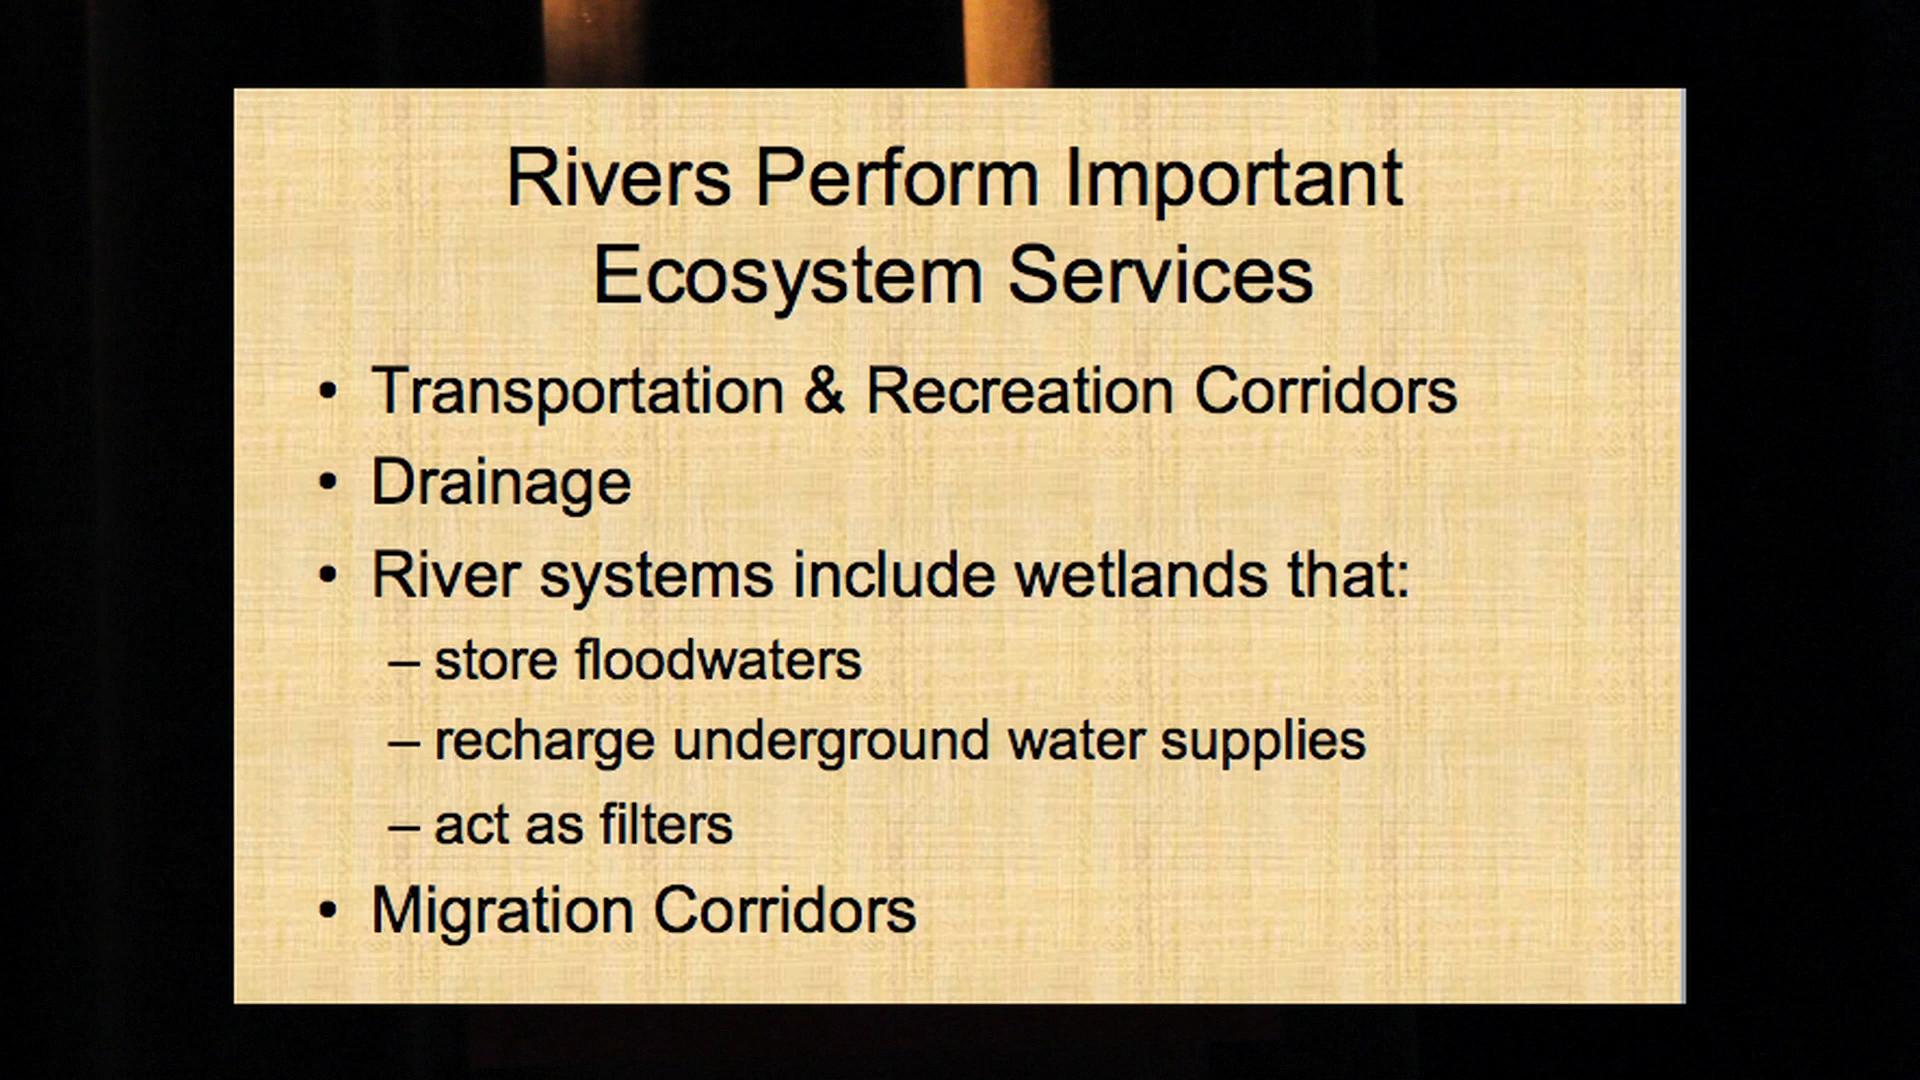 Rivers Perform Important
Ecosystem Services
• Transportation & Recreation Corridors
• Drainage
• River systems include wetlands that:
– store floodwaters
– recharge underground water supplies
– act as filters
• Migration Corridors